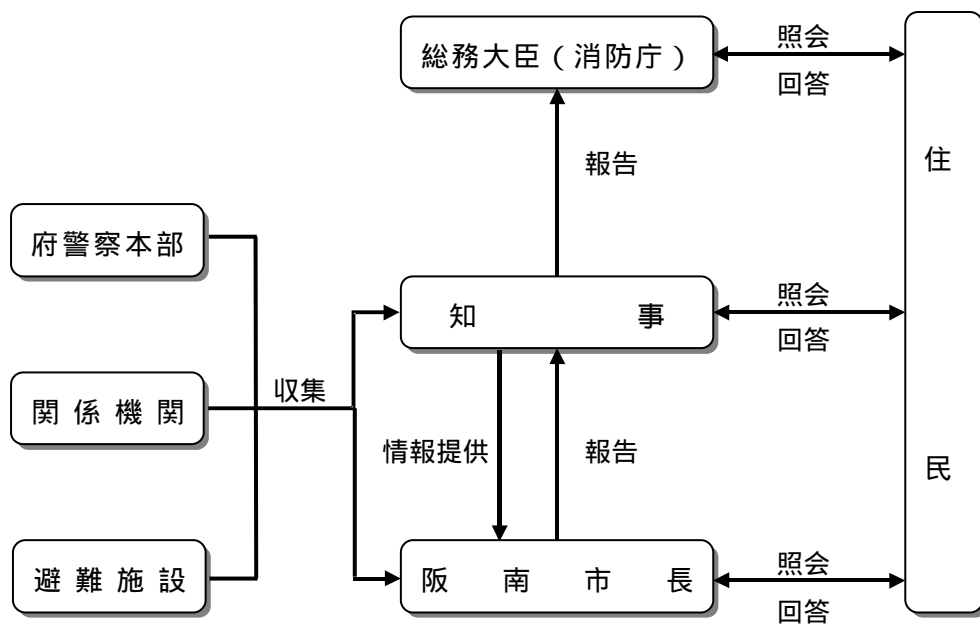 総務大臣（消防庁）
照会
回答
報告
住民
府警察本部
知事
照会
回答
関係機関
収集
情報提供
報告
避難施設
阪南市長
照会
回答